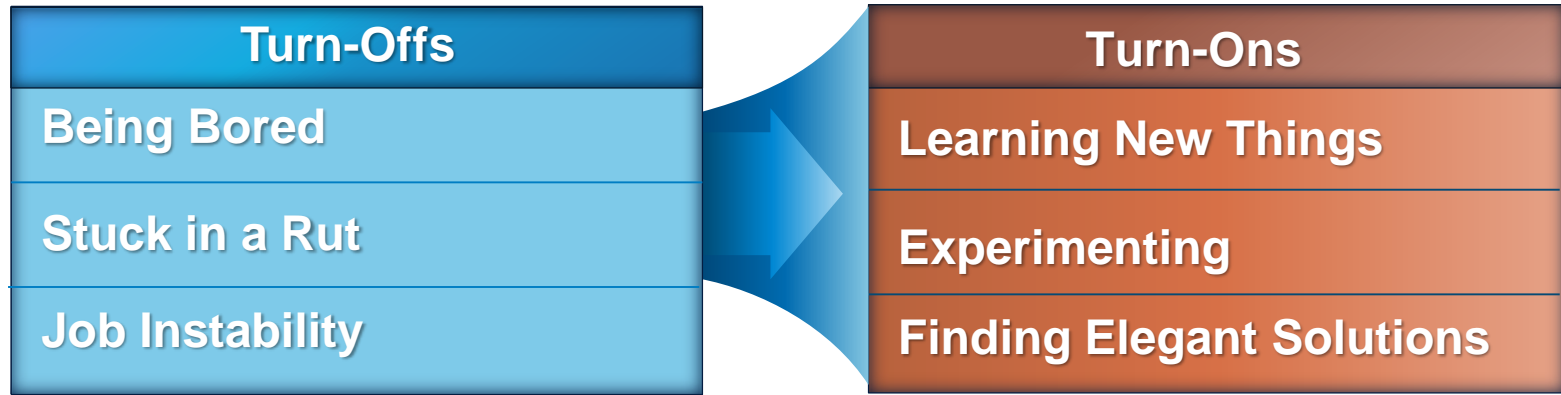 Turn-Offs
Being Bored
Stuck in a Rut
Job Instability
Turn-Ons
Learning New Things
Experimenting
Finding Elegant Solutions